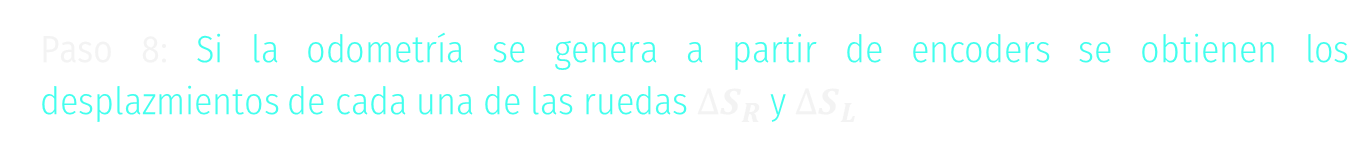 Paso 8: Si la odometría se genera a partir de encoders se obtienen los
desplazmientos de cada una de las ruedas ΔS_R y ΔS_L